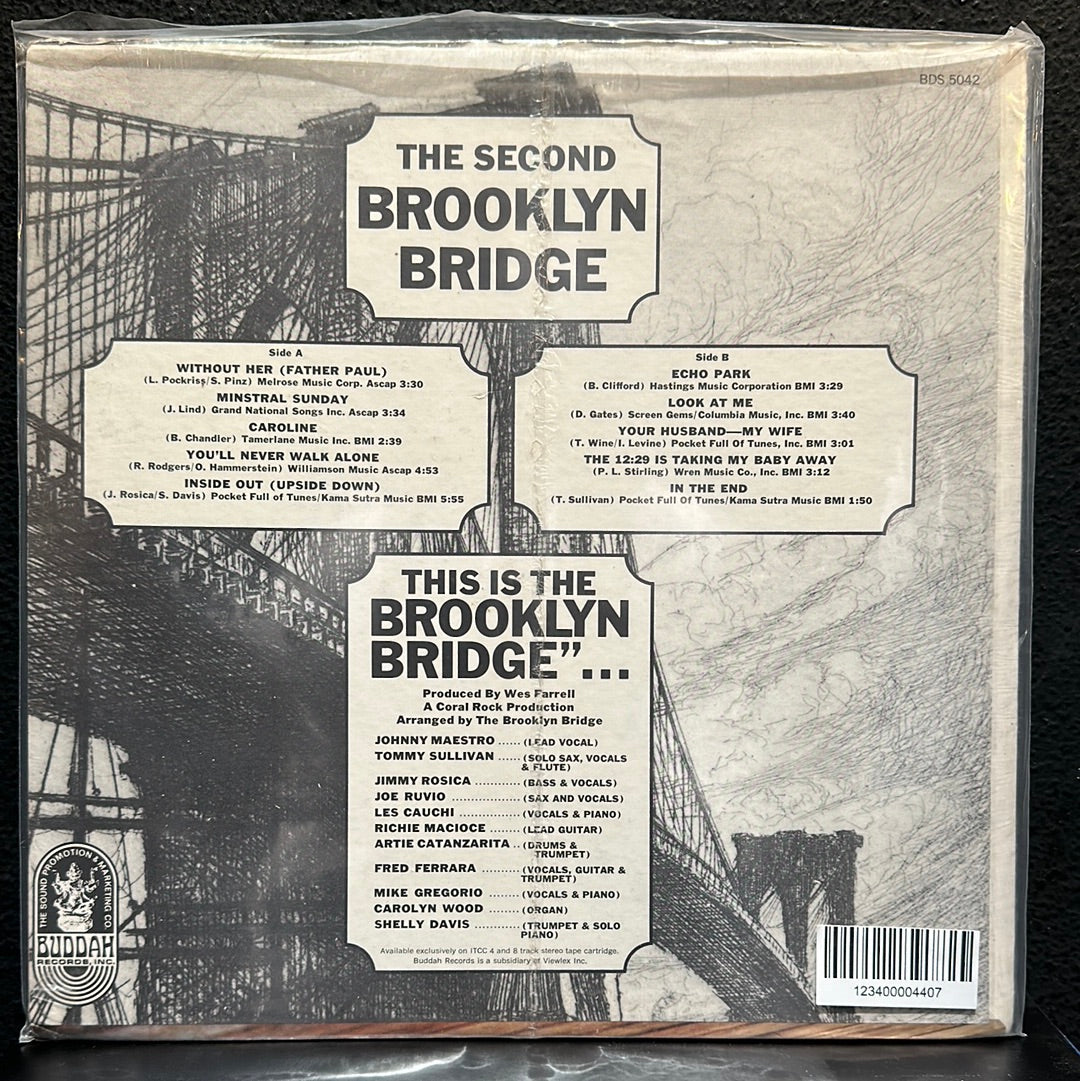 BDS 5042
THE SECOND
BROOKLYN
BRIDGE
Side A
WITHOUT HER (FATHER PAUL)
(L. Pockriss/S. Pinz) Melrose Music Corp. Ascap 3:30
MINSTRAL SUNDAY
(J. Lind) Grand National Songs Inc. Ascap 3:34
CAROLINE
(B. Chandler) Tamerlane Music Inc. BMI 2:39
YOU'LL NEVER WALK ALONE
(R. Rodgers/O. Hammerstein) Williamson Music Ascap 4:53
INSIDE OUT (UPSIDE DOWN)
(J. Rosica/S. Davis) Pocket Full of Tunes/Kama Sutra Music BMI 5:55
Side B
ECHO PARK
(B. Clifford) Hastings Music Corporation BMI 3:29
LOOK AT ME
(D. Gates) Screen Gems/Columbia Music, Inc. BMI 3:40
YOUR HUSBAND—MY WIFE
(T. Wine/I. Levine) Pocket Full Of Tunes, Inc. BMI 3:01
THE 12:29 IS TAKING MY BABY AWAY
(P. L. Stirling) Wren Music Co., Inc. BMI 3:12
IN THE END
(T. Sullivan) Pocket Full Of Tunes/Kama Sutra Music BMI 1:50
THIS IS THE
BROOKLYN
BRIDGE"...
Produced By Wes Farrell
A Coral Rock Production
Arranged by The Brooklyn Bridge
JOHNNY MAESTRO ...... (LEAD VOCAL)
TOMMY SULLIVAN ...... (SOLO SAX, VOCALS
& FLUTE)
JIMMY ROSICA .......... (BASS & VOCALS)
JOE RUVIO ............... (SAX AND VOCALS)
LES CAUCHI .............. (VOCALS & PIANO)
RICHIE MACIOCE ....... (LEAD GUITAR)
ARTIE CATANZARITA .. (DRUMS &
TRUMPET)
FRED FERRARA ......... (VOCALS, GUITAR &
TRUMPET)
MIKE GREGORIO ........ (VOCALS & PIANO)
CAROLYN WOOD ........ (ORGAN)
SHELLY DAVIS ........... (TRUMPET & SOLO
PIANO)
Available exclusively on ITCC 4 and 8 track stereo tape cartridge.
Buddah Records is a subsidiary of Viewlex Inc.
THE SOUND PROMOTION & MARKETING CO.
BUDDAH
RECORDS, INC.
123400004407